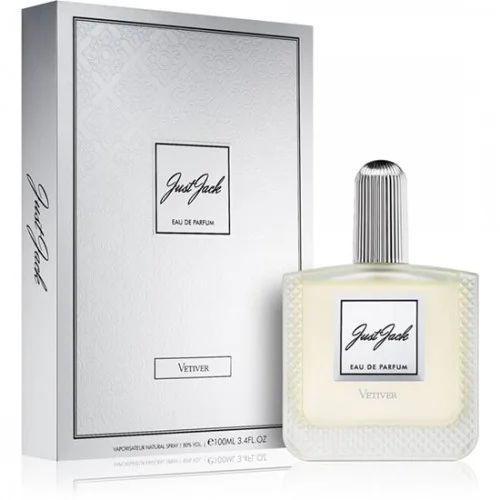 Just Jack
Just Jack
EAU DE PARFUM
VETIVER
VAPORISATEUR NATURAL SPRAY | 80% VOL. | ℮100ML 3.4FL.OZ
Just Jack
EAU DE PARFUM
VETIVER